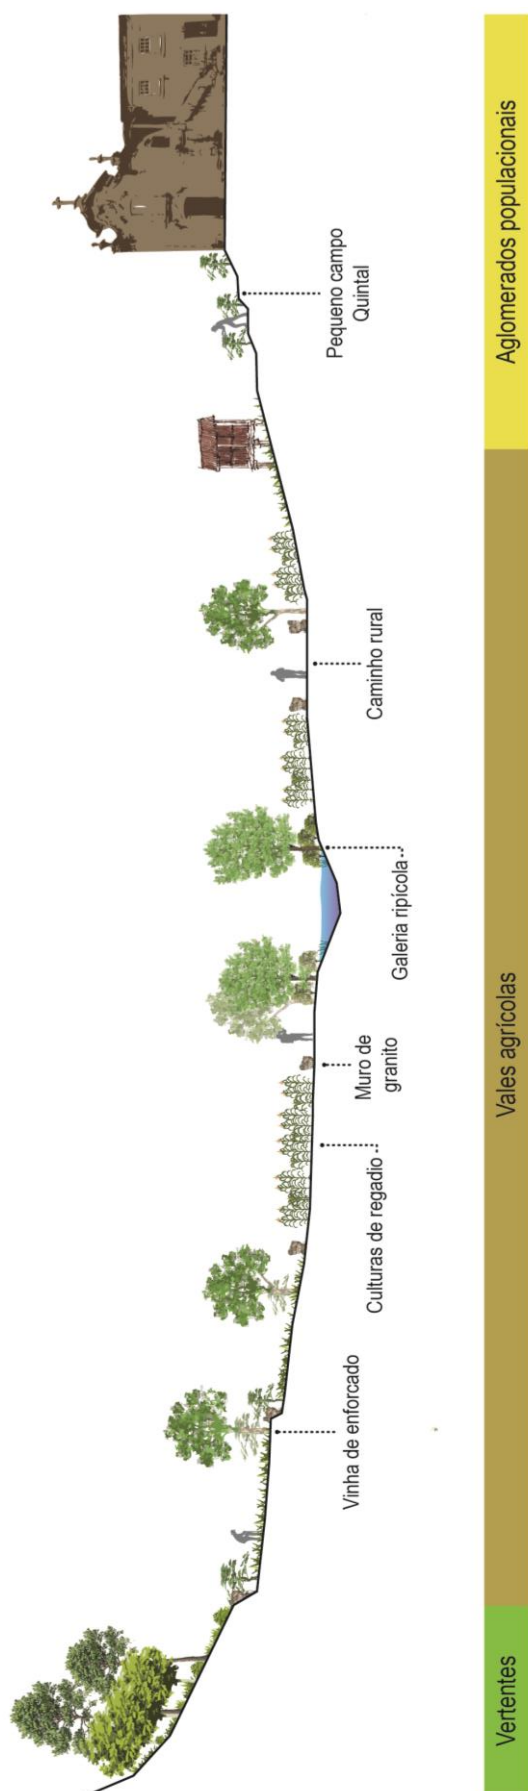 Vinha de enforcado
Culturas de regadio
Muro de
granito
Galeria ripícola
Caminho rural
Pequeno campo
Quintal
Vertentes
Vales agrícolas
Aglomerados populacionais